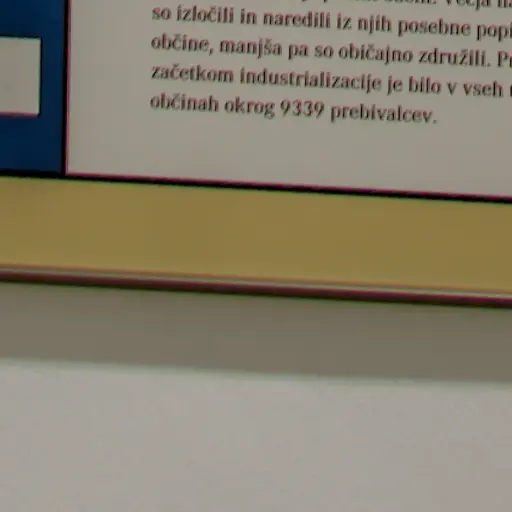 so izločili in naredili iz njih posebne
občine, manjša pa so običajno združili.
začetkom industrializacije je bilo v vseh
občinah okrog 9339 prebivalcev.